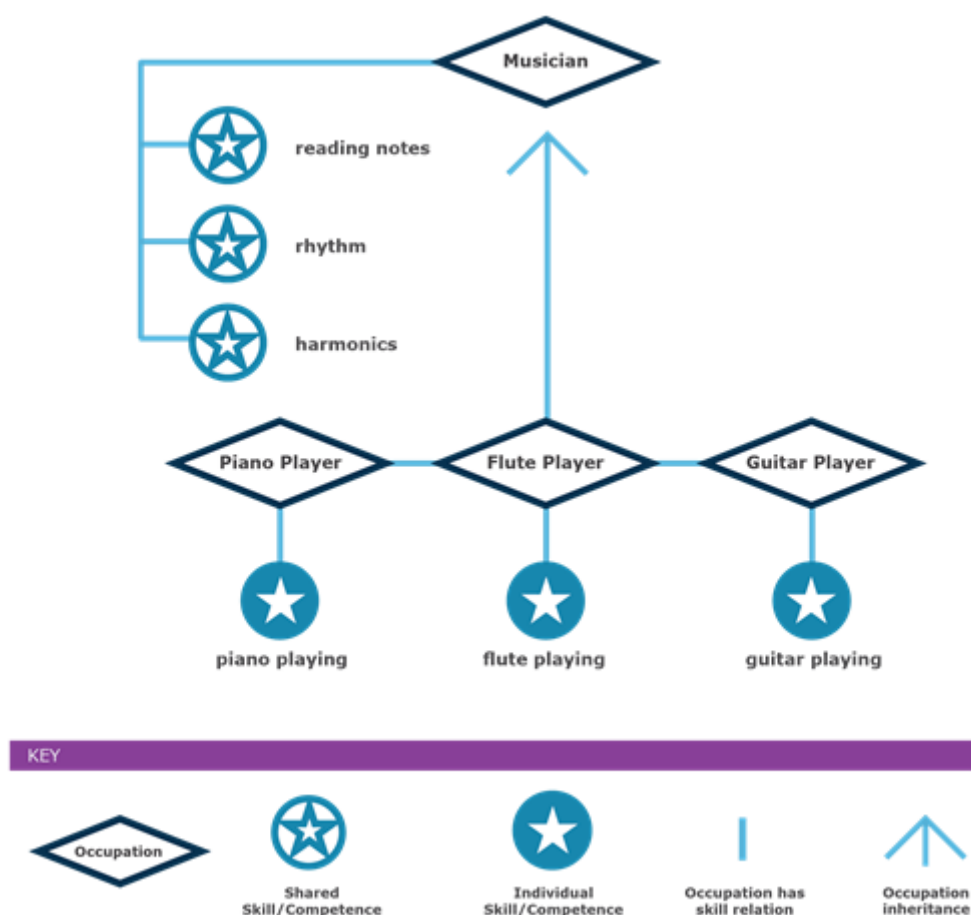 Musician
reading notes
rhythm
harmonics
Piano Player
Flute Player
Guitar Player
piano playing
flute playing
guitar playing
KEY
Occupation
Shared
Skill/Competence
Individual
Skill/Competence
Occupation has
skill relation
Occupation
inheritance